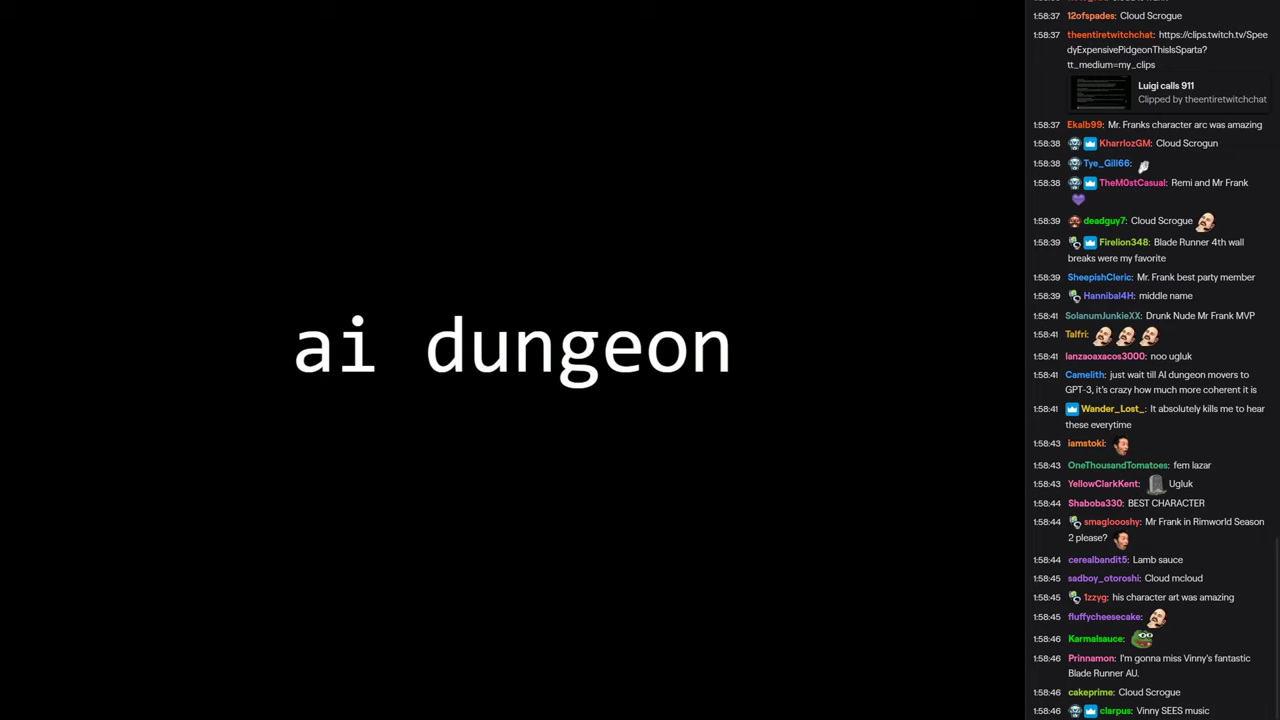 ai dungeon
1:58:37 12ofspades: Cloud Scrogue
1:58:37 theentiretwitchchat: https://clips.twitch.tv/Spee
dyExpensivePidgeonThisIsSparta?
tt_medium=my_clips
Luigi calls 911
Clipped by theentiretwitchchat
1:58:37 Ekalb99: Mr. Franks character arc was amazing
1:58:38 KharrlozGM: Cloud Scrogun
1:58:38 Tye_Gill66:
1:58:38 TheM0stCasual: Remi and Mr Frank
1:58:39 deadguy7: Cloud Scrogue
1:58:39 Firelion348: Blade Runner 4th wall
breaks were my favorite
1:58:39 SheepishCleric: Mr. Frank best party member
1:58:39 Hannibal4H: middle name
1:58:41 SolanumJunkieXX: Drunk Nude Mr Frank MVP
1:58:41 Talfri:
1:58:41 lanzaoaxacos3000: noo ugluk
1:58:41 Camelith: just wait till AI dungeon movers to
GPT-3, it's crazy how much more coherent it is
1:58:41 Wander_Lost_: It absolutely kills me to hear
these everytime
1:58:43 iamstoki:
1:58:43 OneThousandTomatoes: fem lazar
1:58:43 YellowClarkKent: Ugluk
1:58:44 Shaboba330: BEST CHARACTER
1:58:44 smagloooshy: Mr Frank in Rimworld Season
2 please?
1:58:44 cerealbandit5: Lamb sauce
1:58:45 sadboy_otoroshi: Cloud mcloud
1:58:45 1zzyg: his character art was amazing
1:58:45 fluffycheesecake:
1:58:46 Karmalsauce:
1:58:46 Prinnamon: I'm gonna miss Vinny's fantastic
Blade Runner AU.
1:58:46 cakeprime: Cloud Scrogue
1:58:46 clarpus: Vinny SEES music